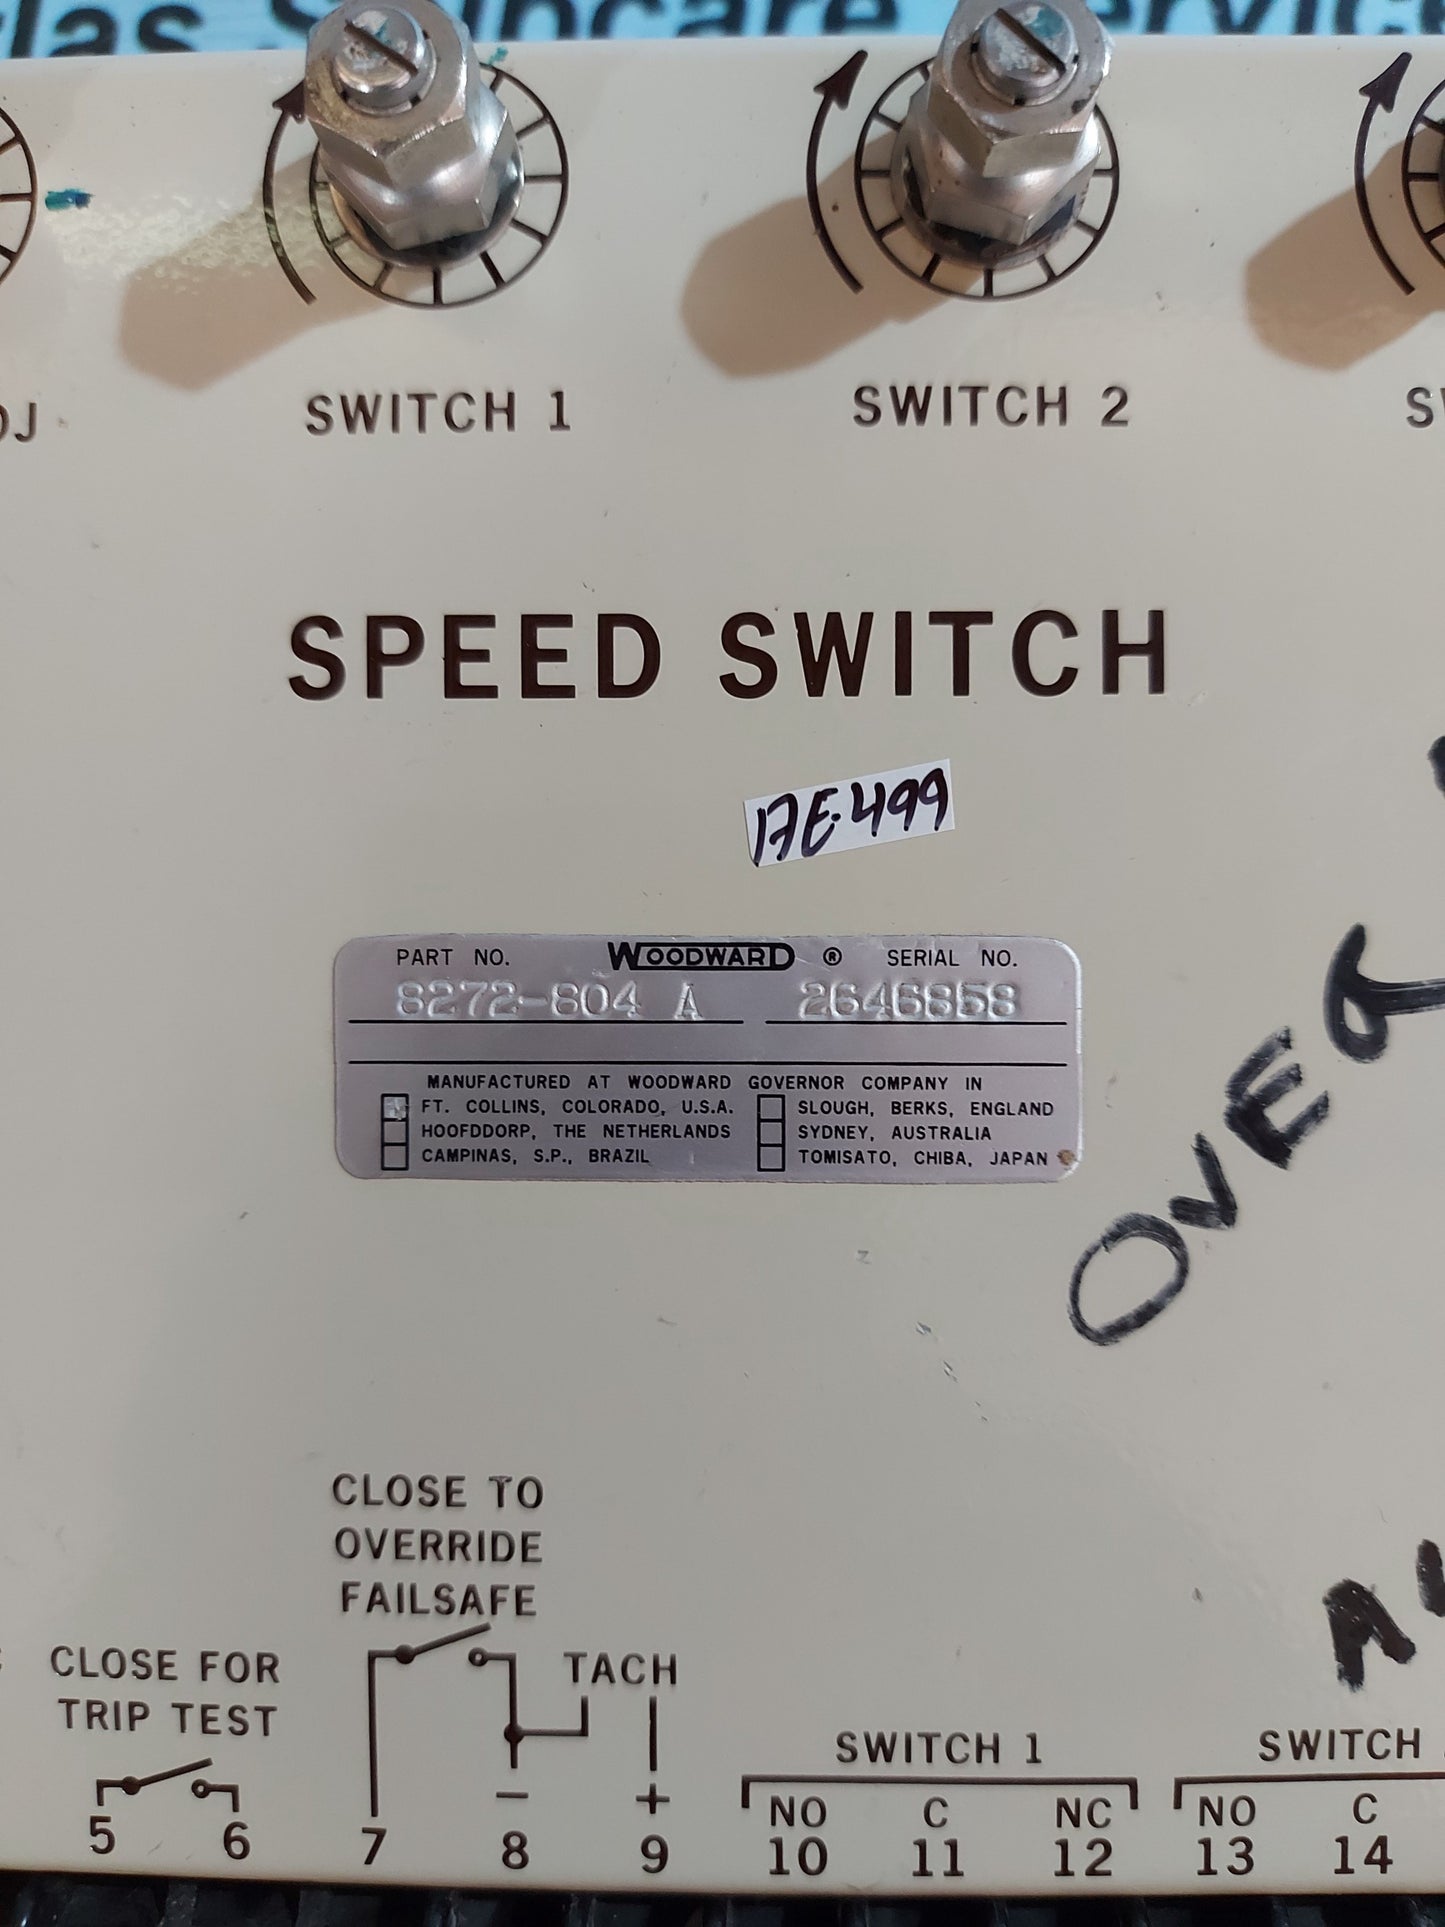 SWITCH 1
SWITCH 2
SPEED SWITCH
AE.499
PART NO. WOODWARD ® SERIAL NO.
8272-804 A 2646858
MANUFACTURED AT WOODWARD GOVERNOR COMPANY IN
FT. COLLINS, COLORADO, U.S.A. SLOUGH, BERKS, ENGLAND
HOOFDDORP, THE NETHERLANDS SYDNEY, AUSTRALIA
CAMPINAS, S.P., BRAZIL TOMISATO, CHIBA, JAPAN
CLOSE TO
OVERRIDE
FAILSAFE
CLOSE FOR
TRIP TEST
TACH
- +
SWITCH 1
SWITCH
NO C NC
NO C
5 6 7 8 9 10 11 12 13 14